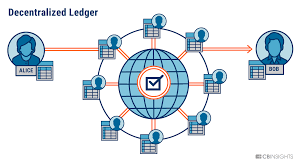 Decentralized Ledger
ALICE
BOB
CBINSIGHTS